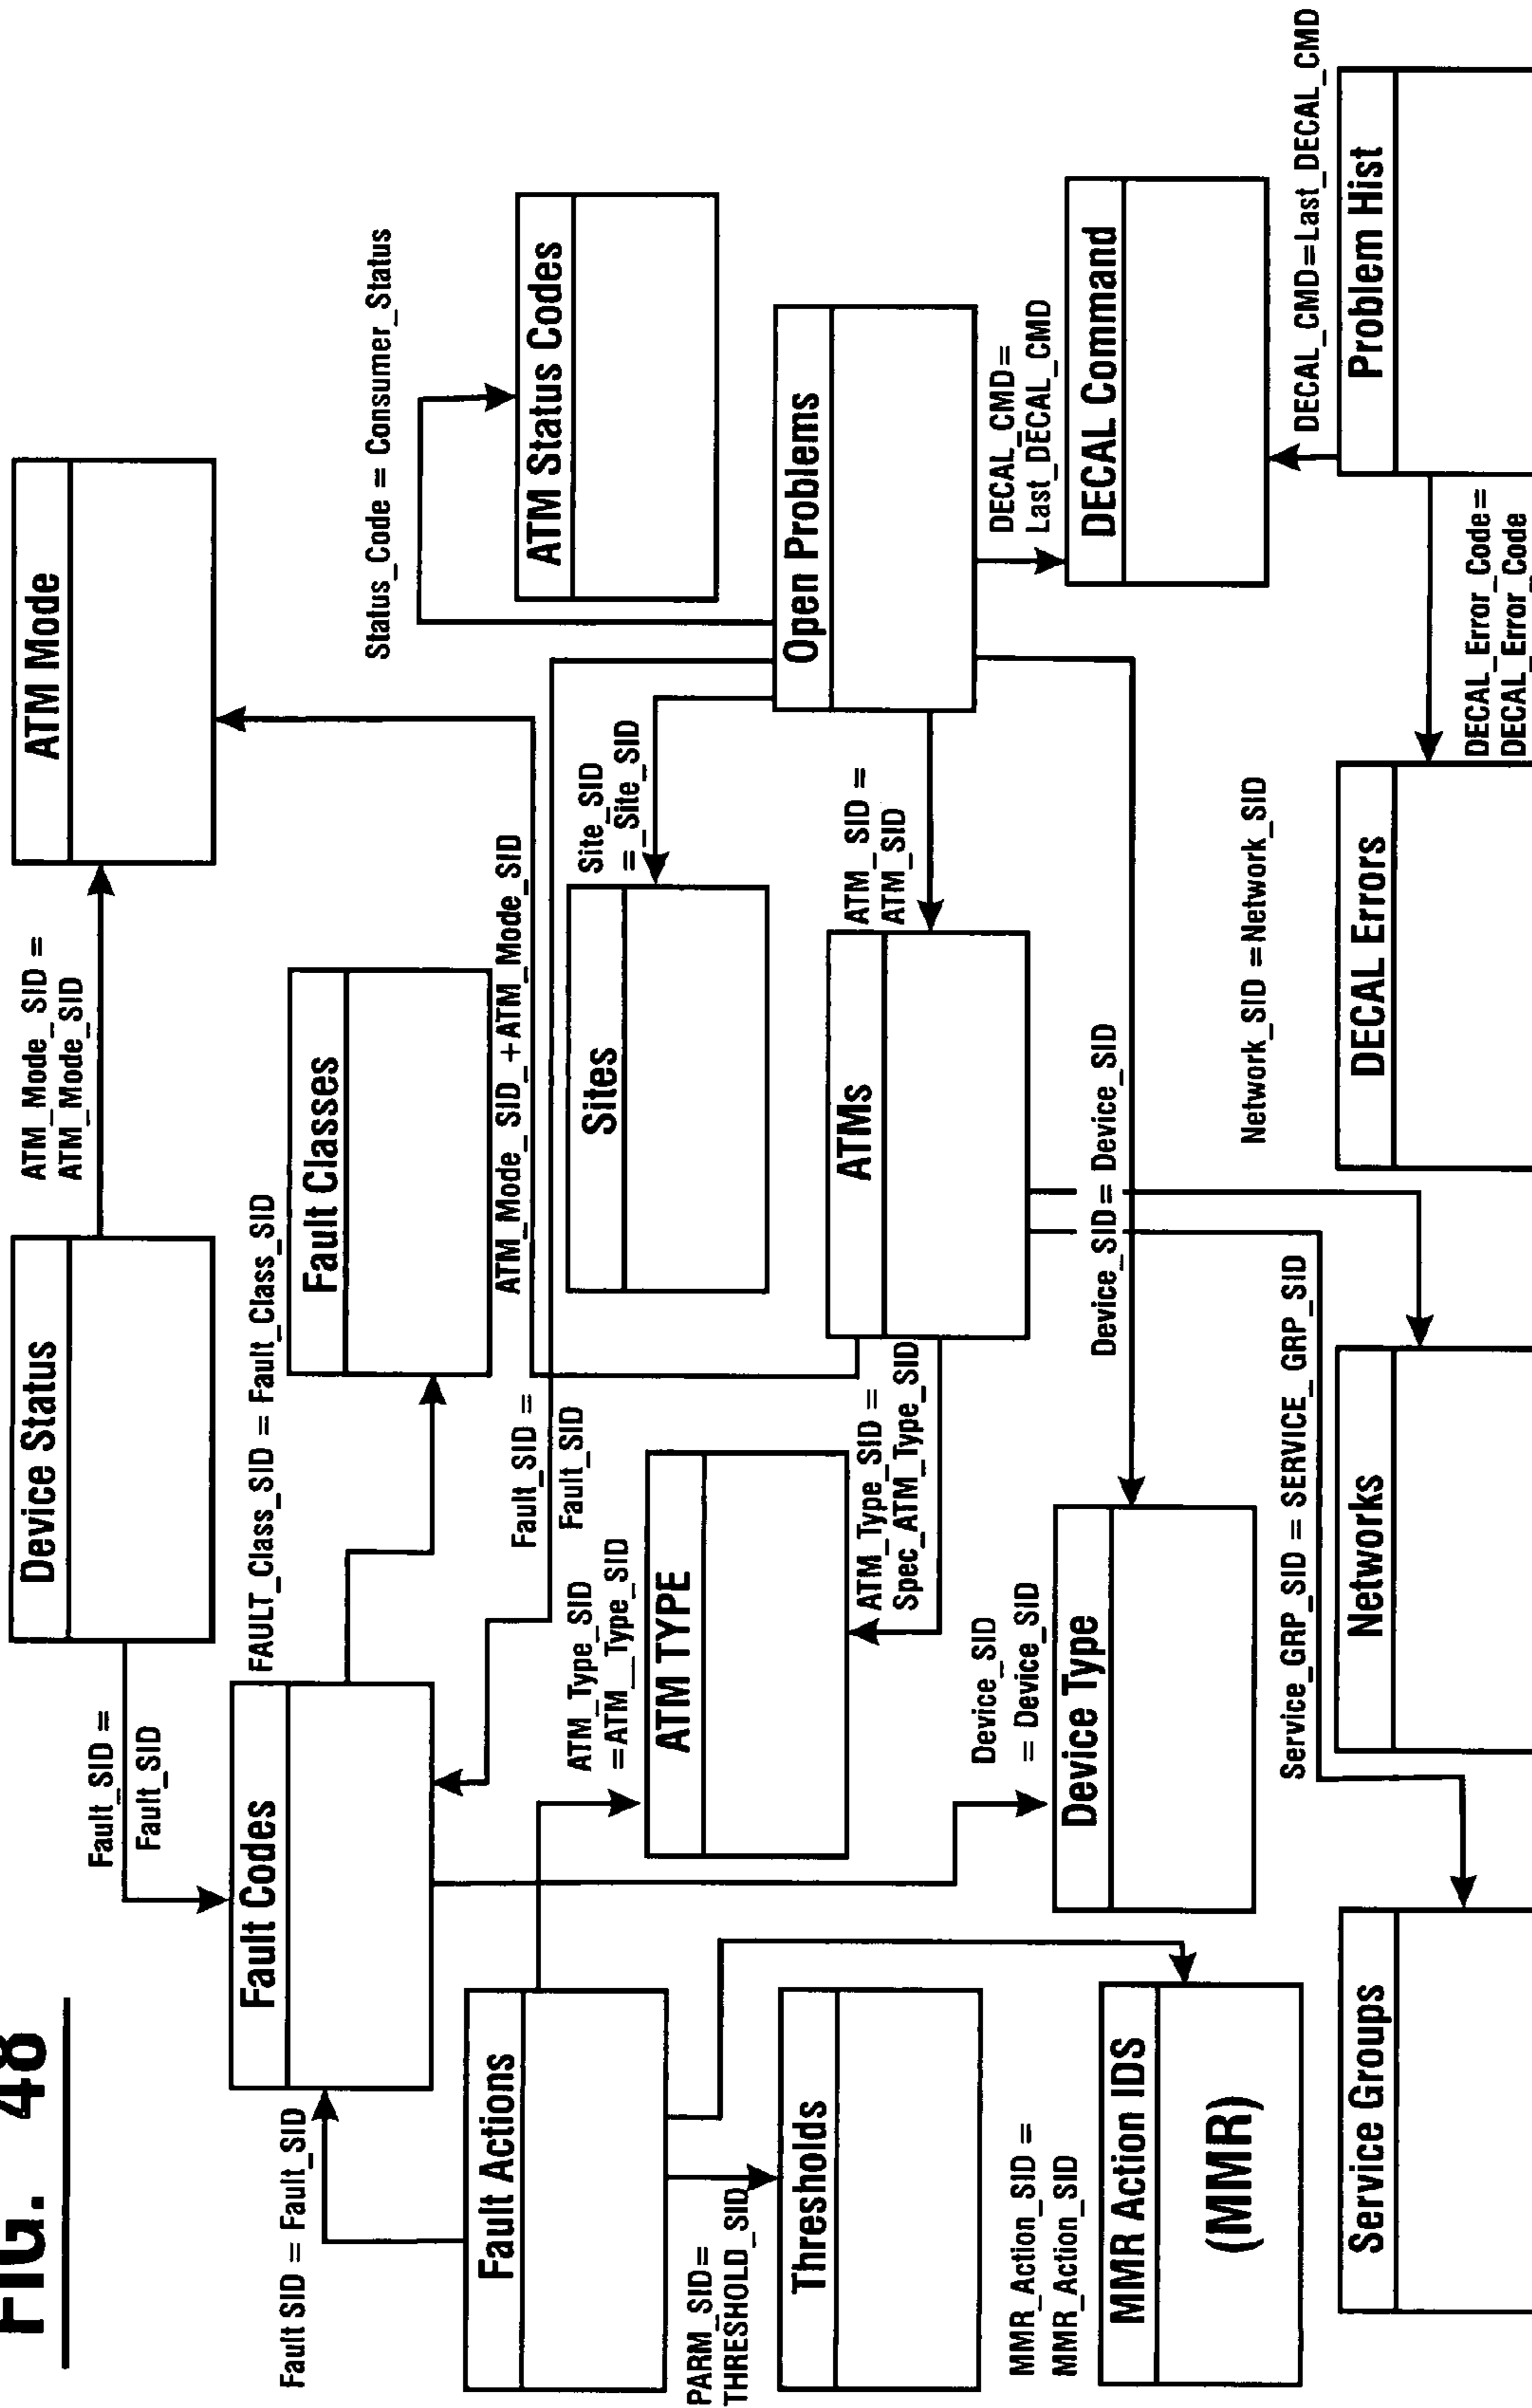 FIG. 48
Device Status
ATM_Mode_SID =
ATM_Mode_SID
ATM Mode
Fault_SID =
Fault_SID
Fault Codes
FAULT_Class_SID = Fault_Class_SID
Fault Classes
Fault SID = Fault_SID
Status_Code = Consumer_Status
ATM Status Codes
Fault Actions
Fault_SID =
Fault_SID
ATM_Mode_SID_+ATM_Mode_SID
Sites
Site_SID
=_Site_SID
ATM_Type_SID
=ATM_Type_SID
ATM TYPE
PARM_SID=
THRESHOLD_SID
Thresholds
Open Problems
ATMs
ATM_SID =
ATM_SID
ATM_Type_SID =
Spec_ATM_Type_SID
Device_SID
= Device_SID
Device Type
Device_SID = Device_SID
DECAL_CMD=
Last_DECAL_CMD
DECAL Command
MMR_Action_SID =
MMR_Action_SID
MMR Action IDS
(MMR)
Service_GRP_SID = SERVICE_GRP_SID
Network_SID =Network_SID
DECAL_CMD=Last_DECAL_CMD
Service Groups
Networks
DECAL Errors
Problem Hist
DECAL_Error_Code=
DECAL_Error_Code